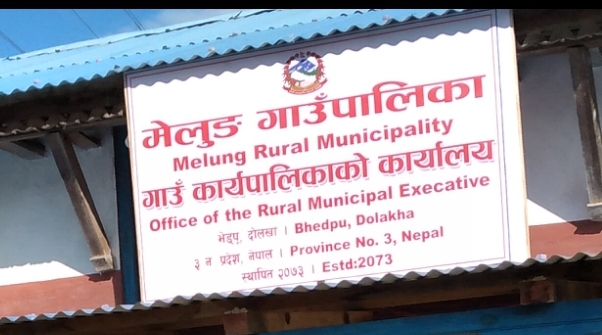 मेलुङ गाउँपालिका
Melung Rural Municipality
गाउँ कार्यपालिकाको कार्यालय
Office of the Rural Municipal Execative
भेड्पु, दोलखा । Bhedpu, Dolakha
३ न प्रदेश, नेपाल । Province No. 3, Nepal
स्थापित २०७३ । Estd:2073